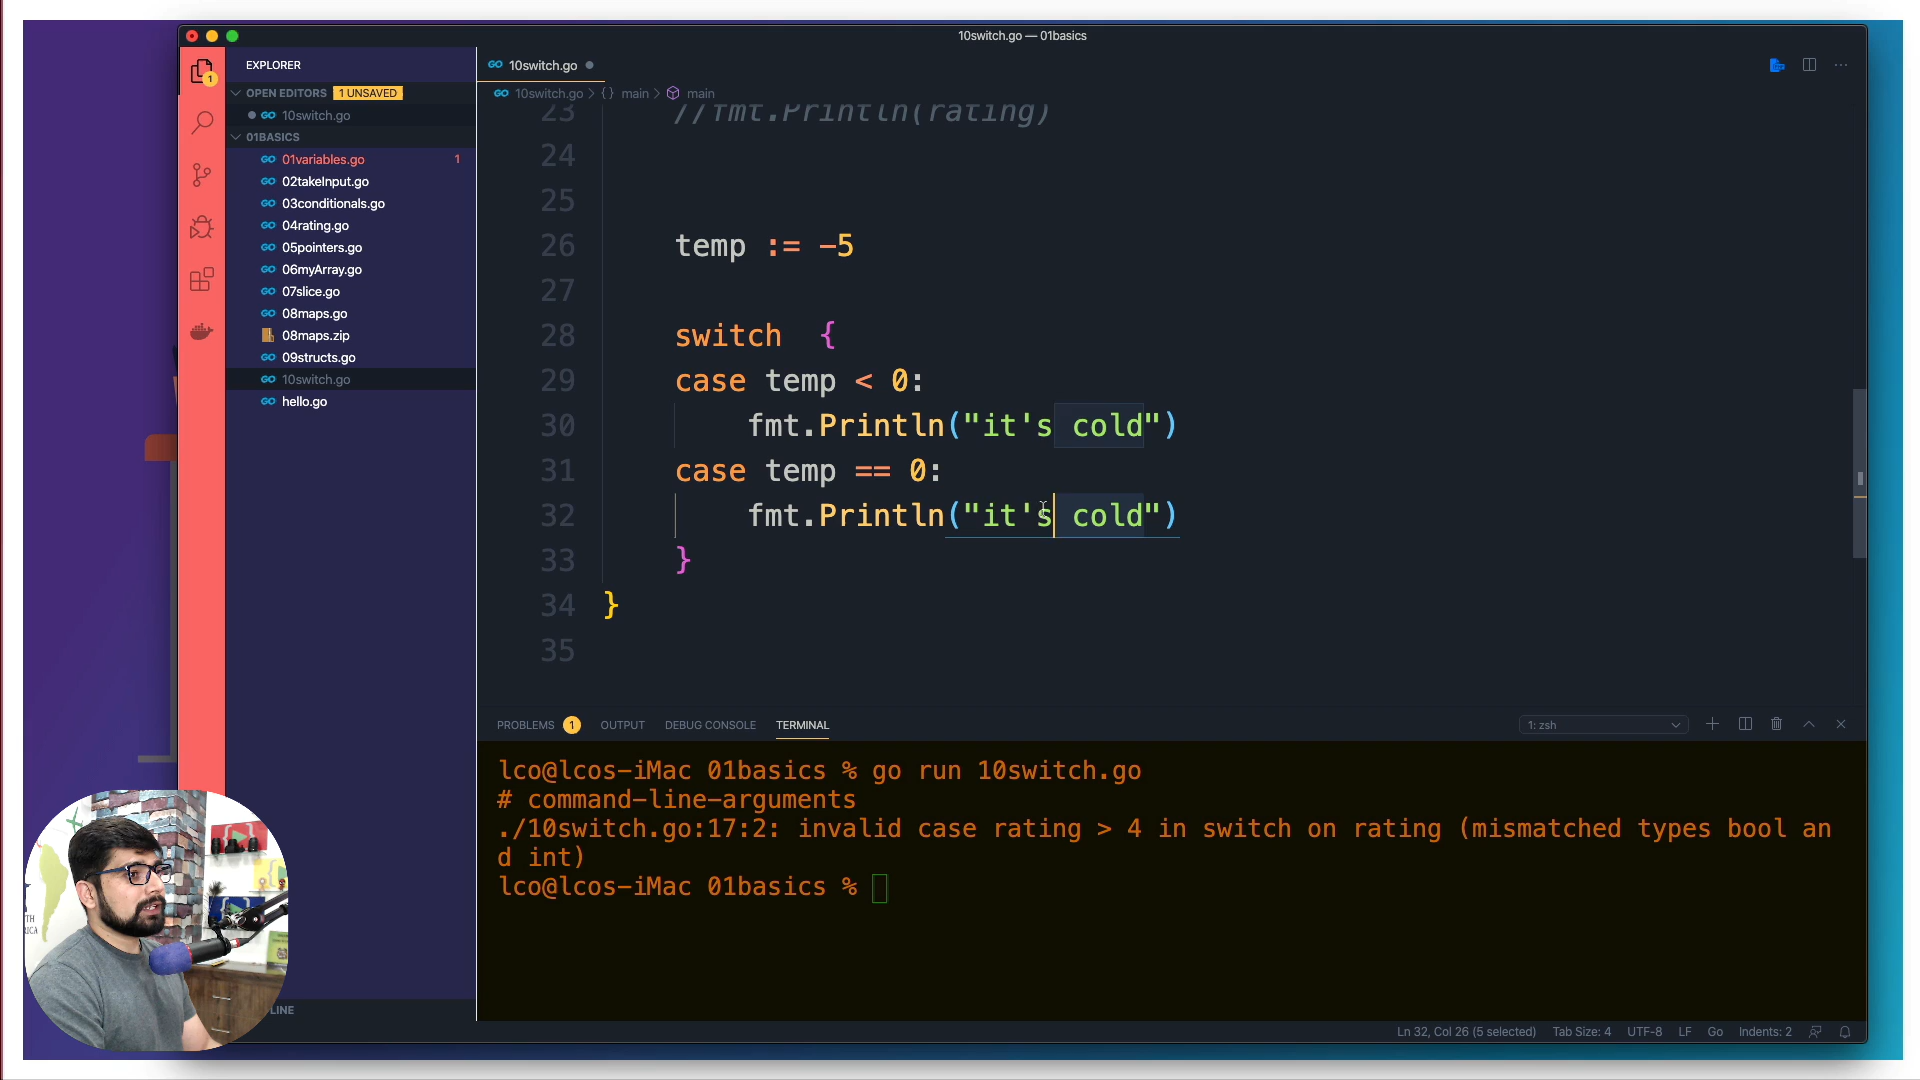 10switch.go — 01basics
EXPLORER
OPEN EDITORS 1 UNSAVED
10switch.go
01BASICS
01variables.go 1
02takeInput.go
03conditionals.go
04rating.go
05pointers.go
06myArray.go
07slice.go
08maps.go
08maps.zip
09structs.go
10switch.go
hello.go
LINE
1
GO 10switch.go
GO 10switch.go > {} main > main
23 //fmt.Println(rating)
24
25
26 temp := -5
27
28 switch  {
29 case temp < 0:
30 fmt.Println("it's cold")
31 case temp == 0:
32 fmt.Println("it's cold")
33 }
34 }
35
PROBLEMS 1 OUTPUT DEBUG CONSOLE TERMINAL 1: zsh
lco@lcos-iMac 01basics % go run 10switch.go
# command-line-arguments
./10switch.go:17:2: invalid case rating > 4 in switch on rating (mismatched types bool an
d int)
lco@lcos-iMac 01basics %
Ln 32, Col 26 (5 selected) Tab Size: 4 UTF-8 LF Go Indents: 2